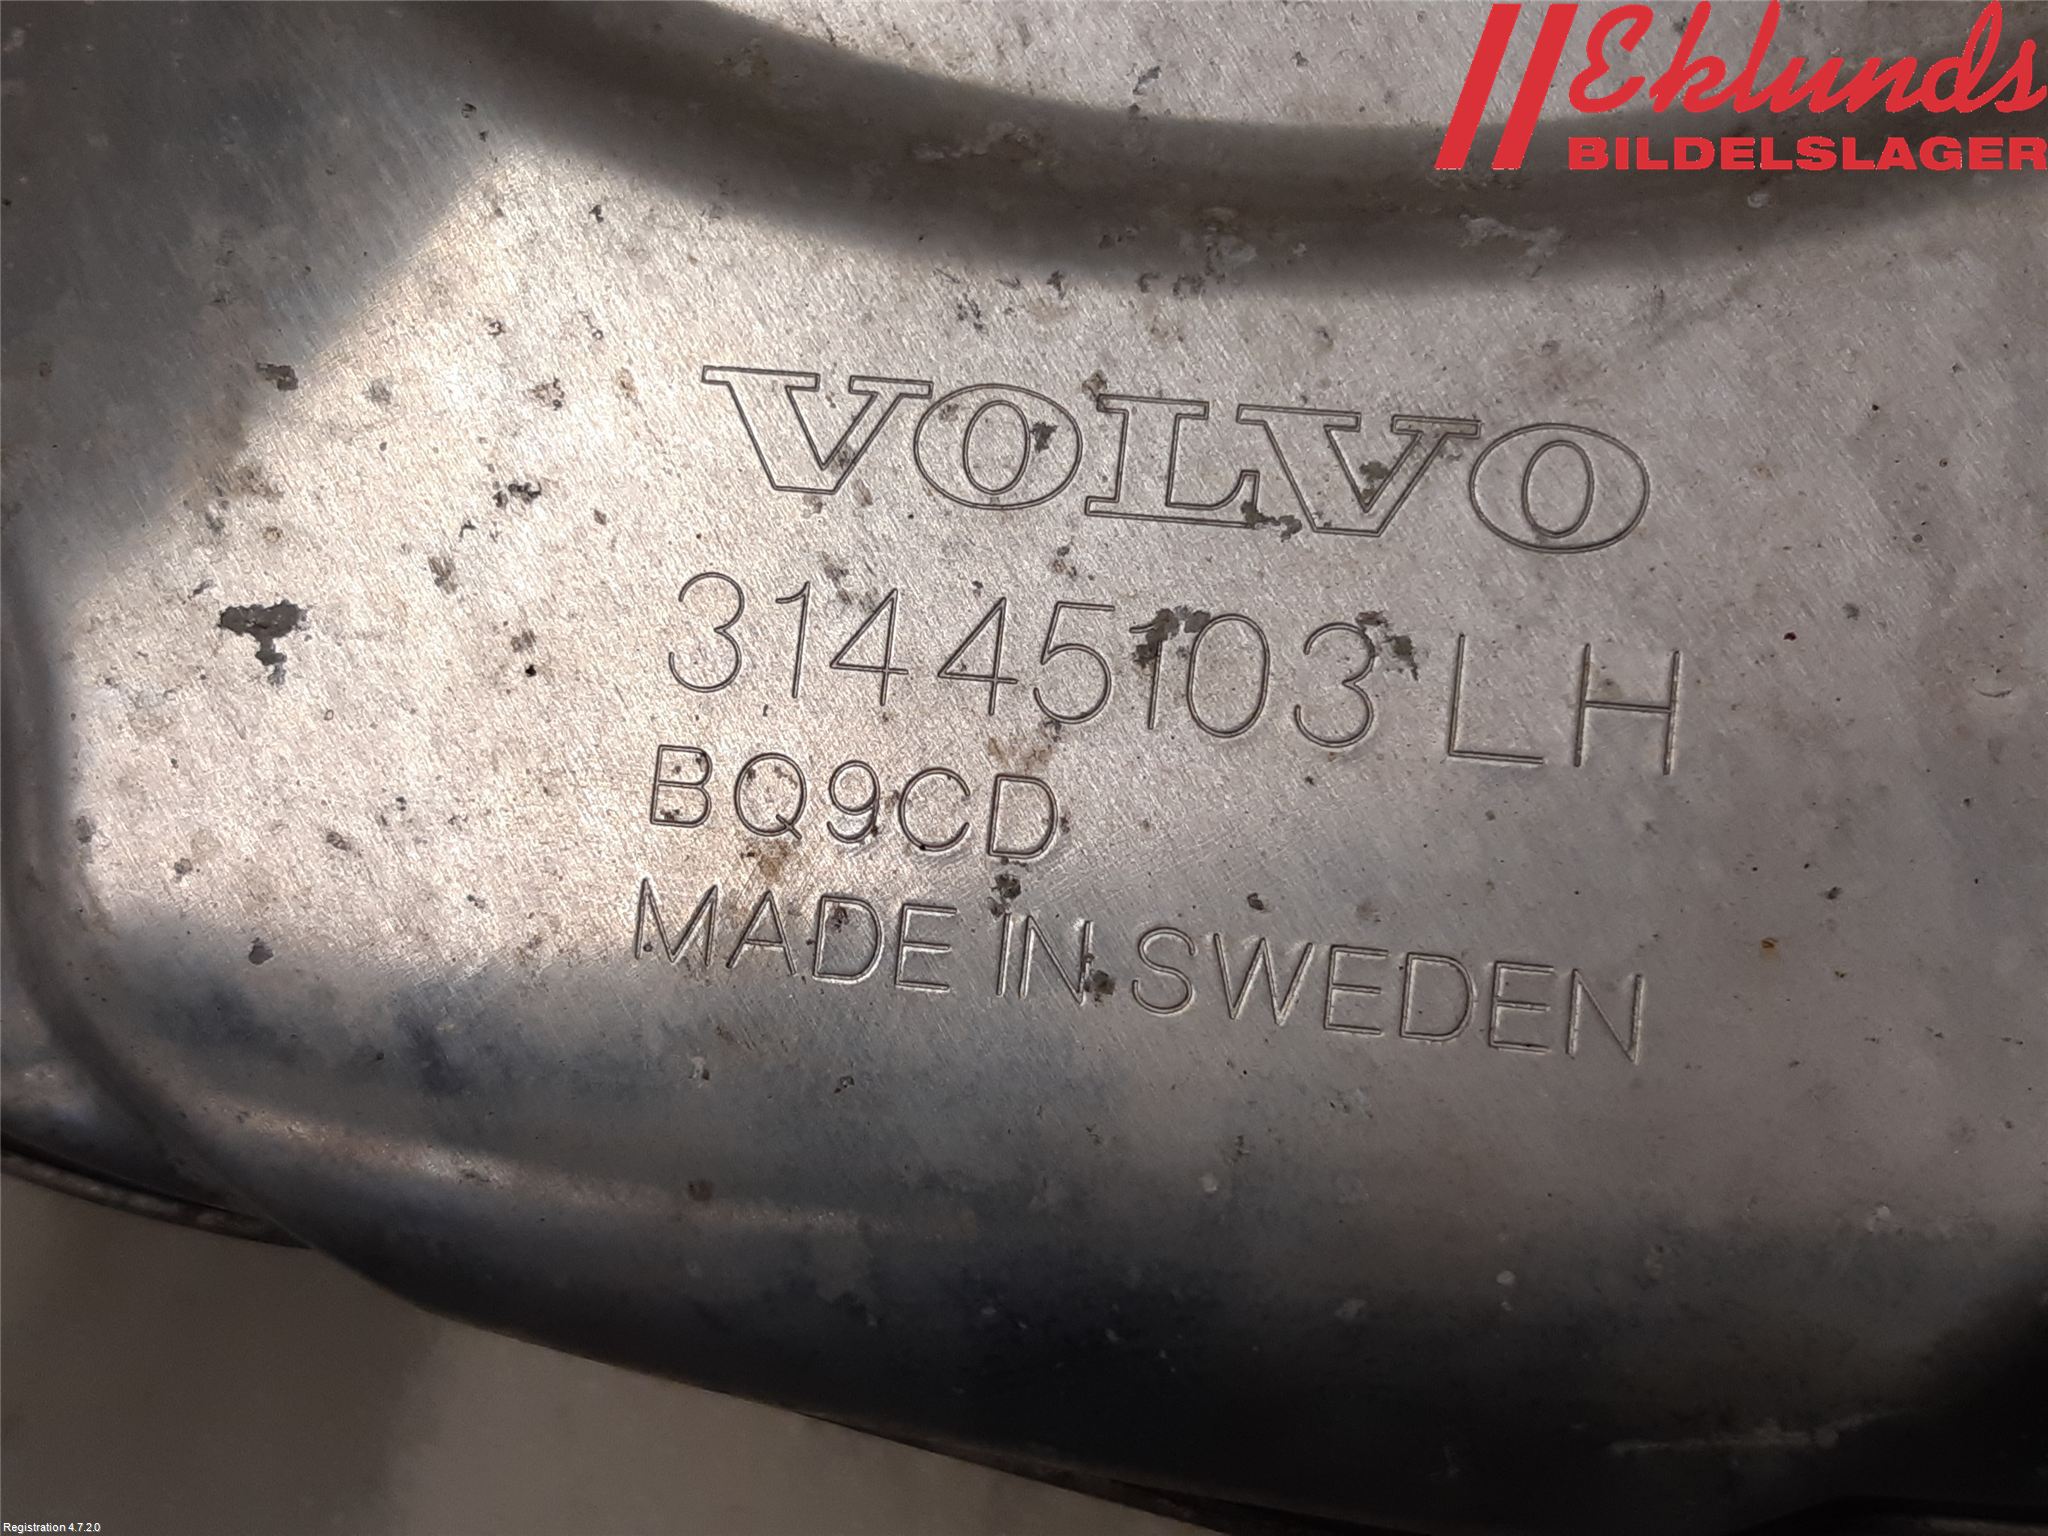 Eklunds
BILDELSLAGER
VOLVO
31445103 LH
BQ9CD
MADE IN SWEDEN
Registration 4.7.2.0